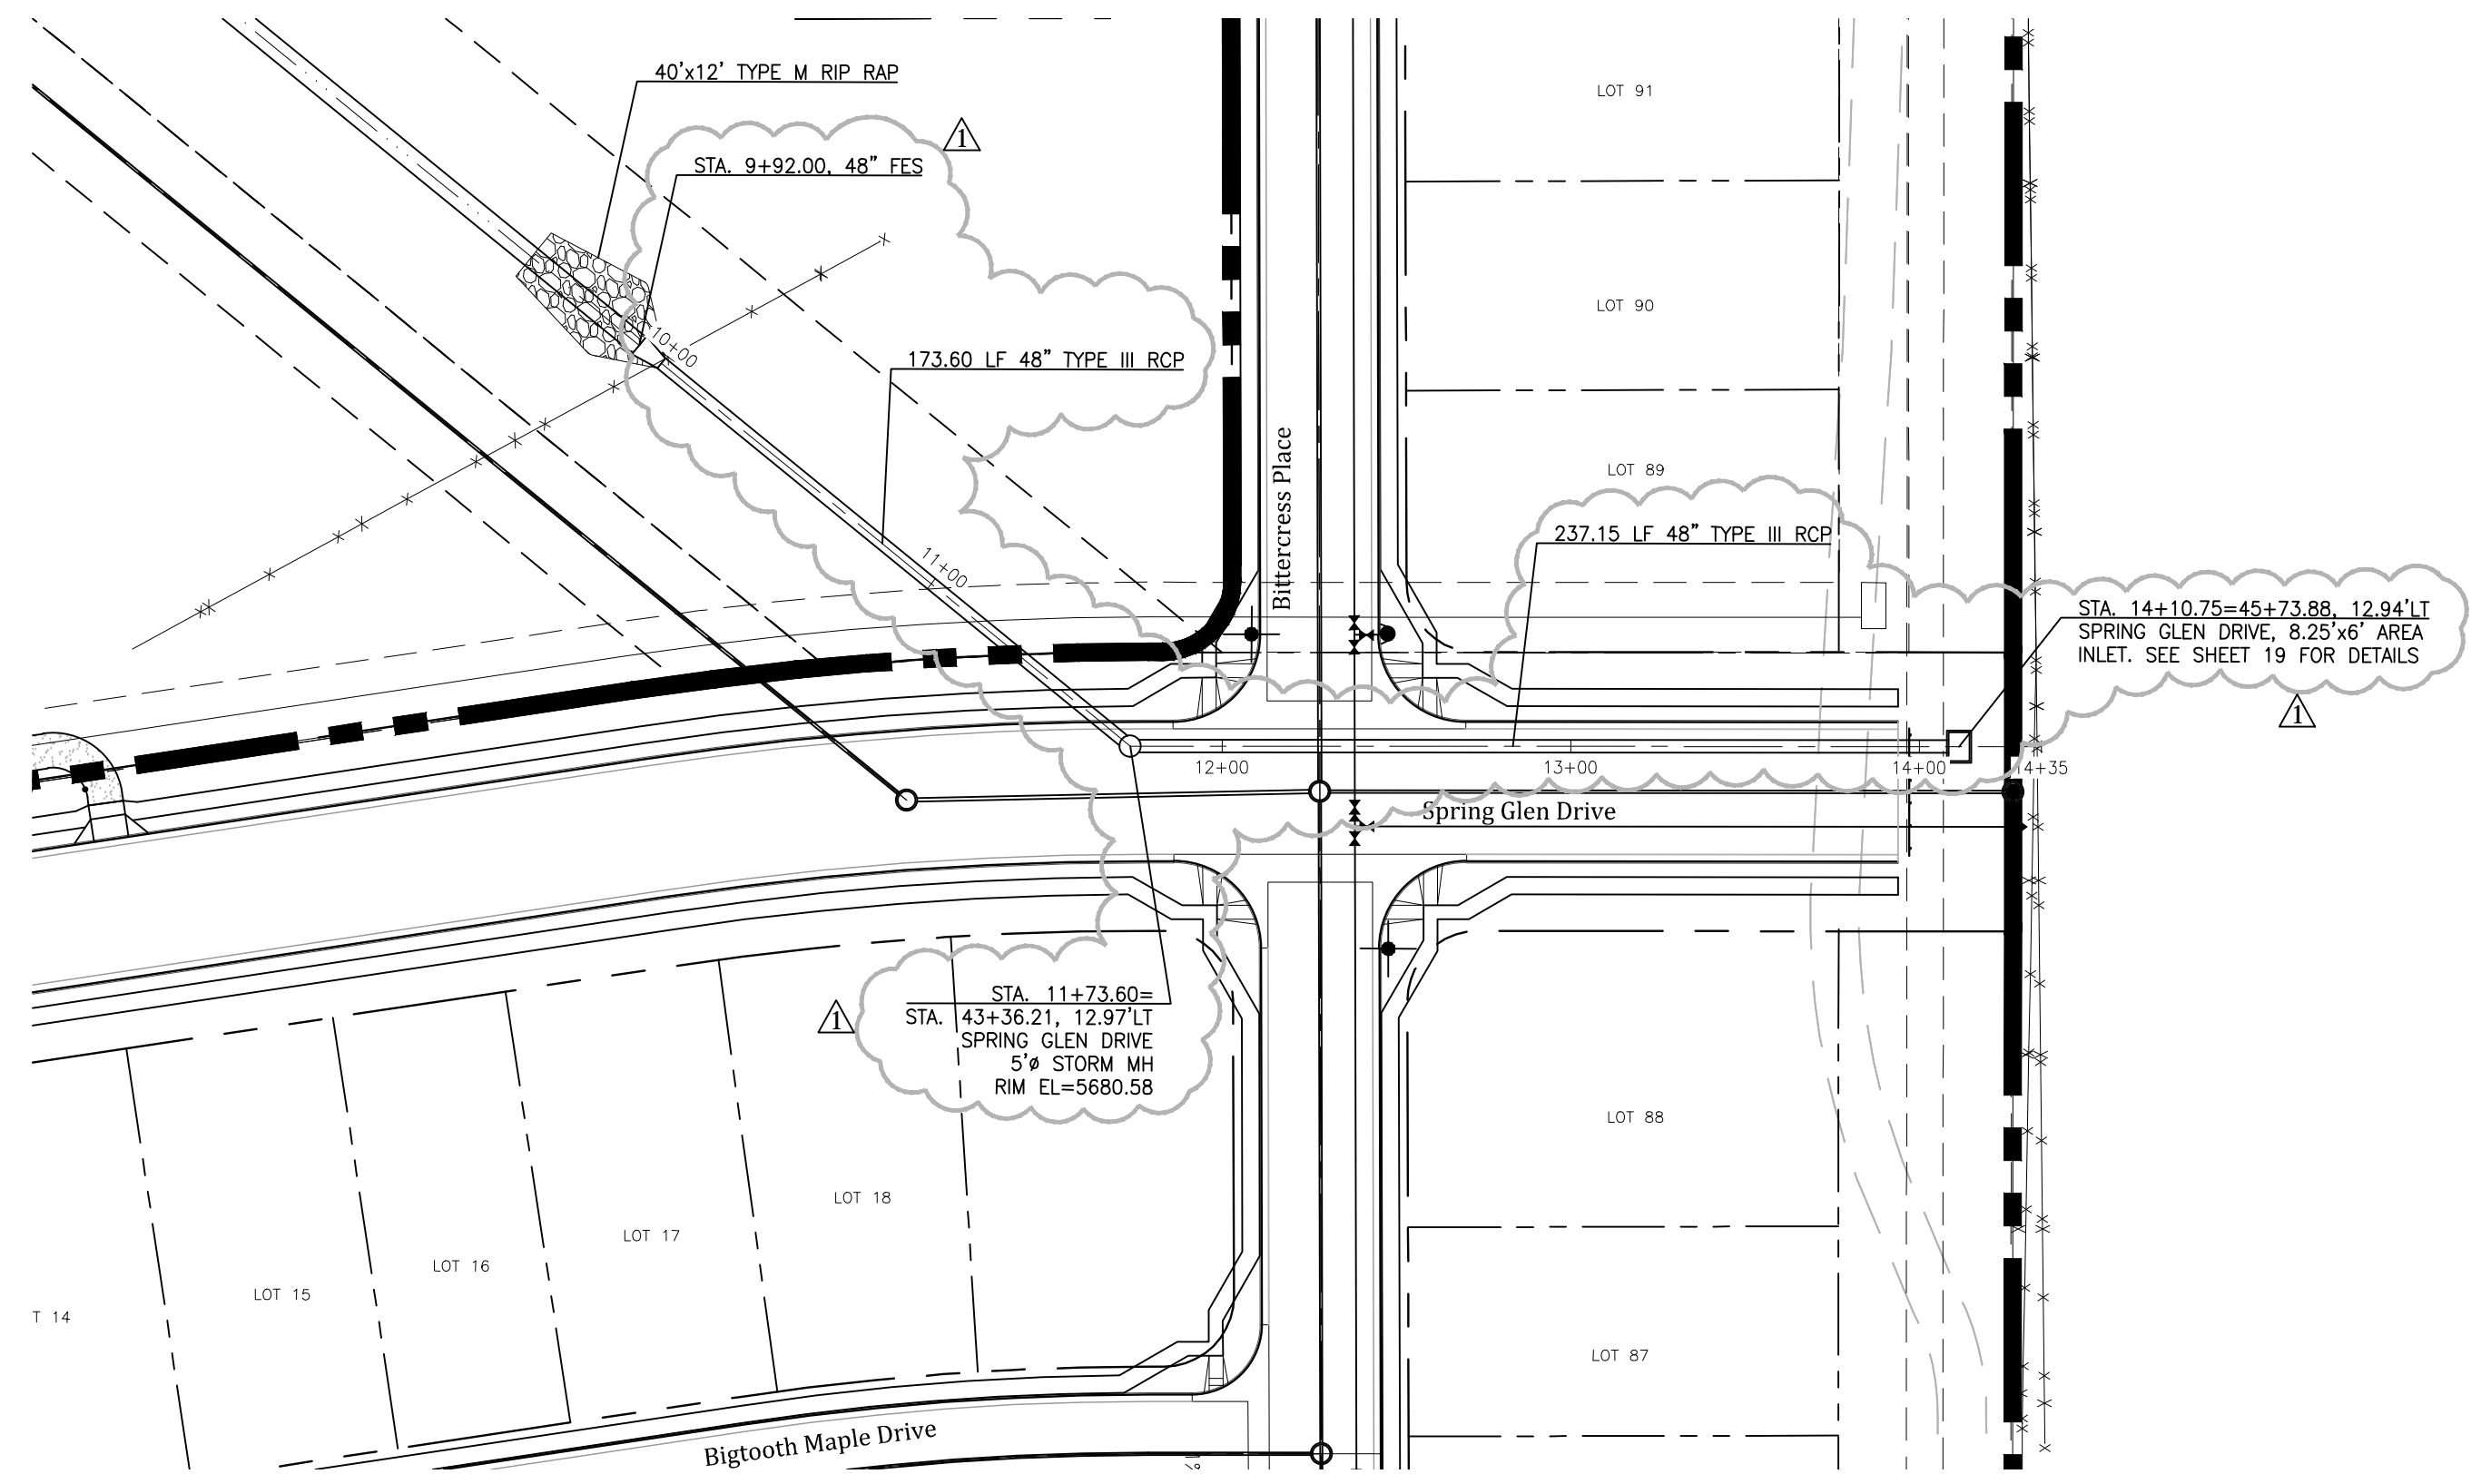 40'x12' TYPE M RIP RAP
LOT 91
1
STA. 9+92.00, 48" FES
LOT 90
10+00
173.60 LF 48" TYPE III RCP
Bittercress Place
LOT 89
237.15 LF 48" TYPE III RCP
11+00
STA. 14+10.75=45+73.88, 12.94'LT
SPRING GLEN DRIVE, 8.25'x6' AREA
INLET. SEE SHEET 19 FOR DETAILS
1
12+00
13+00
14+00
14+35
Spring Glen Drive
STA. 11+73.60=
STA. 43+36.21, 12.97'LT
SPRING GLEN DRIVE
5'ø STORM MH
RIM EL=5680.58
1
LOT 88
LOT 18
LOT 17
LOT 16
LOT 15
T 14
LOT 87
Bigtooth Maple Drive